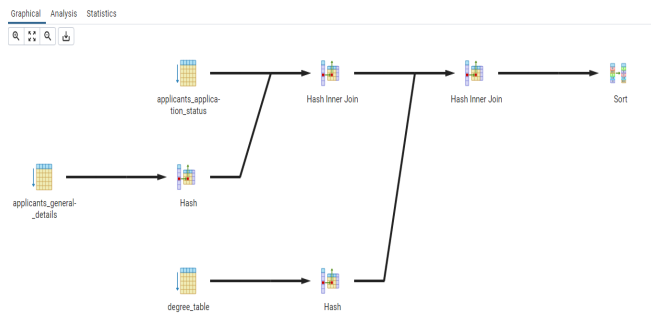 Graphical Analysis Statistics
applicants_applica-
tion_status
Hash Inner Join
Hash Inner Join
Sort
applicants_general-
_details
Hash
degree_table
Hash